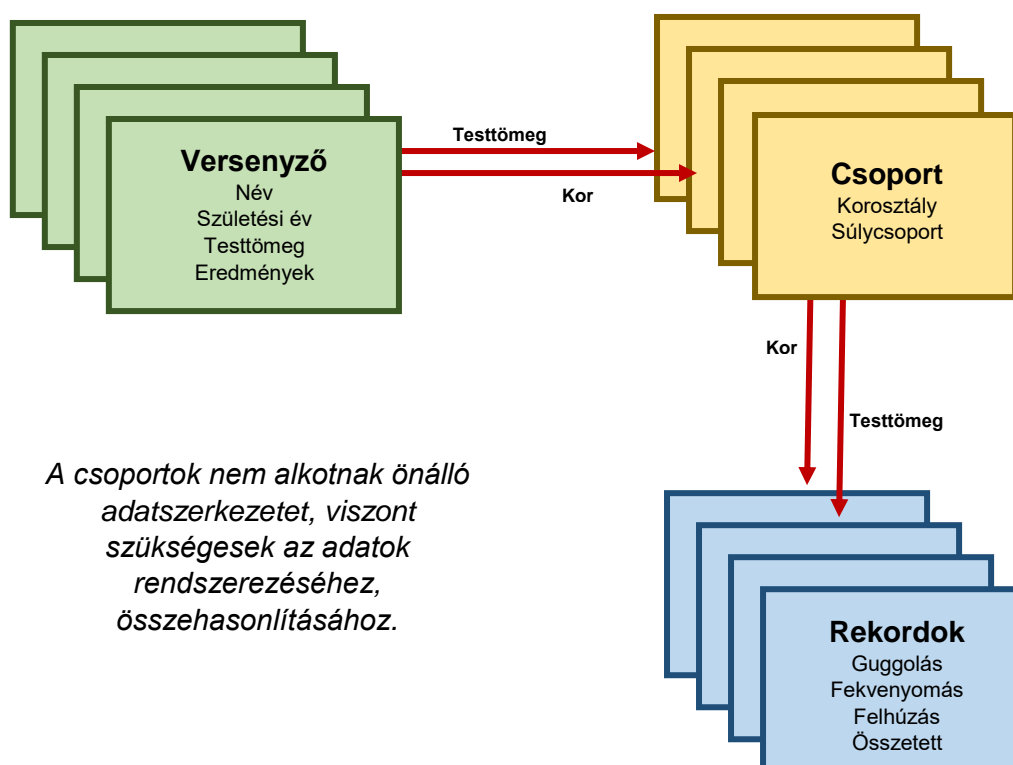 Versenyző
Név
Születési év
Testtömeg
Eredmények
Testtömeg
Kor
Csoport
Korosztály
Súlycsoport
Kor
Testtömeg
A csoportok nem alkotnak önálló
adatszerkezetet, viszont
szükségesek az adatok
rendszerezéséhez,
összehasonlításához.
Rekordok
Guggolás
Fekvenyomás
Felhúzás
Összetett